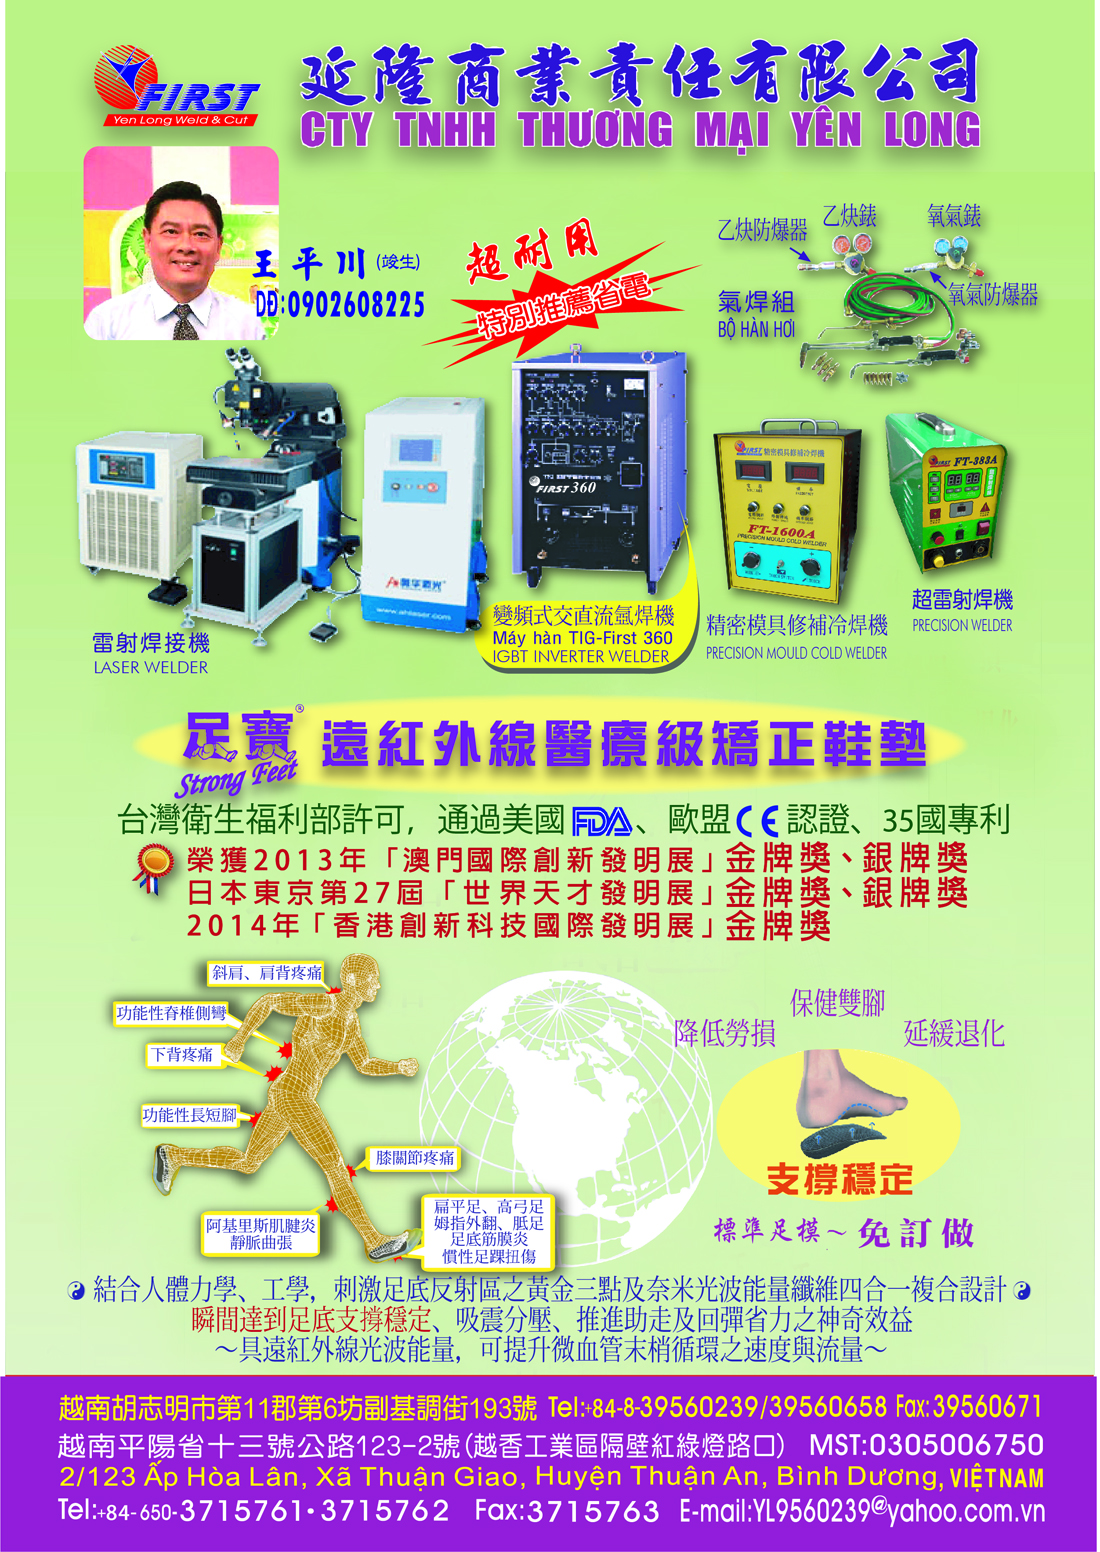 FIRST
Yen Long Weld & Cut
延隆商業責任有限公司
CTY TNHH THƯƠNG MẠI YÊN LONG
王平川 (竣生)
DĐ:0902608225
超耐用
特別推薦省電
乙炔防爆器
乙炔錶
氧氣錶
氧氣防爆器
氣焊組
BỘ HÀN HƠI
FIRST 360
FIRST 精密模具修補冷焊機
FT-1600A
PRECISION MOULD COLD WELDER
FIRST FT-383A
www.anlaser.com
雷射焊接機
LASER WELDER
變頻式交直流氬焊機
Máy hàn TIG-First 360
IGBT INVERTER WELDER
精密模具修補冷焊機
PRECISION MOULD COLD WELDER
超雷射焊機
PRECISION WELDER
足寶® 遠紅外線醫療級矯正鞋墊
Strong Feet
台灣衛生福利部許可，通過美國FDA、歐盟CE認證、35國專利
榮獲2013年「澳門國際創新發明展」金牌獎、銀牌獎
日本東京第27屆「世界天才發明展」金牌獎、銀牌獎
2014年「香港創新科技國際發明展」金牌獎
斜肩、肩背疼痛
功能性脊椎側彎
下背疼痛
功能性長短腳
膝關節疼痛
阿基里斯肌腱炎
靜脈曲張
扁平足、高弓足
姆指外翻、胝足
足底筋膜炎
慣性足踝扭傷
降低勞損
保健雙腳
延緩退化
支撐穩定
標準足模～免訂做
結合人體力學、工學，刺激足底反射區之黃金三點及奈米光波能量纖維四合一複合設計
瞬間達到足底支撐穩定、吸震分壓、推進助走及回彈省力之神奇效益
～具遠紅外線光波能量，可提升微血管末梢循環之速度與流量～
越南胡志明市第11郡第6坊副基調街193號 Tel:+84-8-39560239/39560658 Fax:39560671
越南平陽省十三號公路123-2號(越香工業區隔壁紅綠燈路口) MST:0305006750
2/123 Ấp Hòa Lân, Xã Thuận Giao, Huyện Thuận An, Bình Dương, VIỆTNAM
Tel:+84-650-3715761·3715762 Fax:3715763 E-mail:YL9560239@yahoo.com.vn